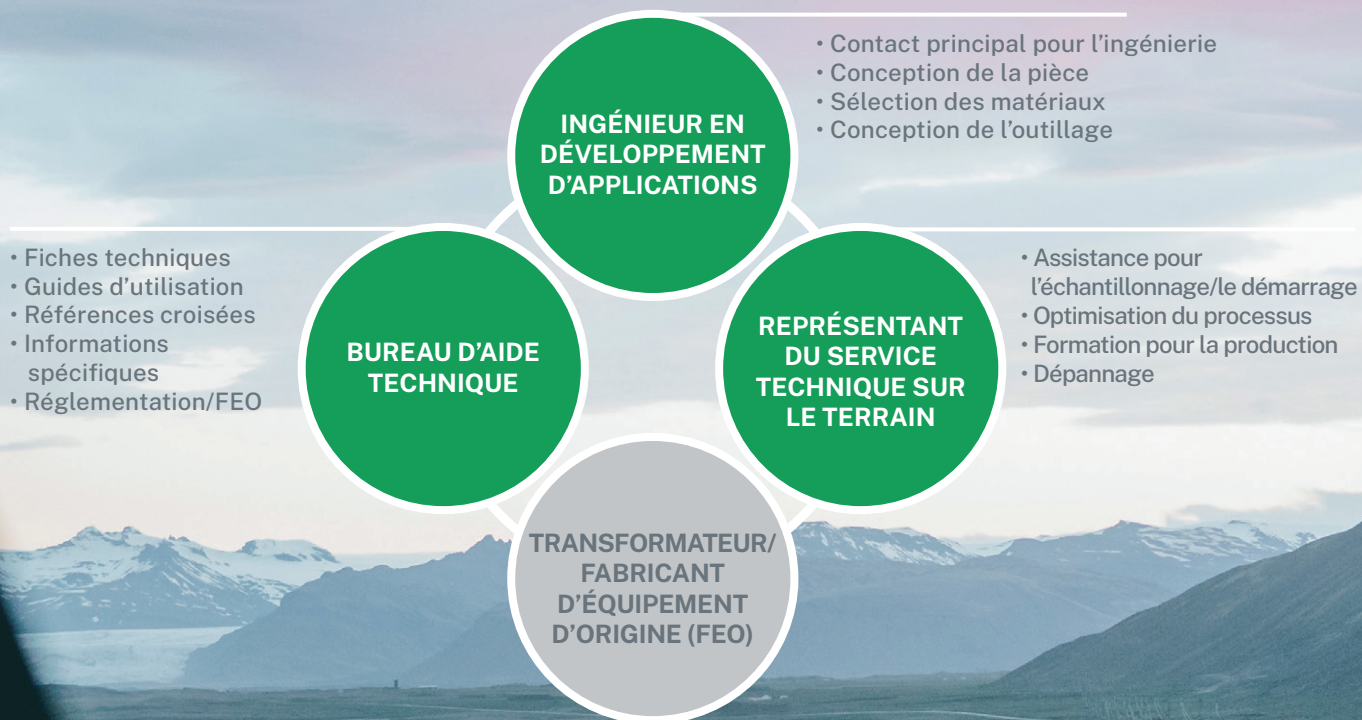 • Contact principal pour l’ingénierie
• Conception de la pièce
• Sélection des matériaux
• Conception de l’outillage
INGÉNIEUR EN
DÉVELOPPEMENT
D’APPLICATIONS
• Fiches techniques
• Guides d’utilisation
• Références croisées
• Informations
spécifiques
• Réglementation/FEO
BUREAU D’AIDE
TECHNIQUE
REPRÉSENTANT
DU SERVICE
TECHNIQUE SUR
LE TERRAIN
• Assistance pour
l’échantillonnage/le démarrage
• Optimisation du processus
• Formation pour la production
• Dépannage
TRANSFORMATEUR/
FABRICANT
D’ÉQUIPEMENT
D’ORIGINE (FEO)